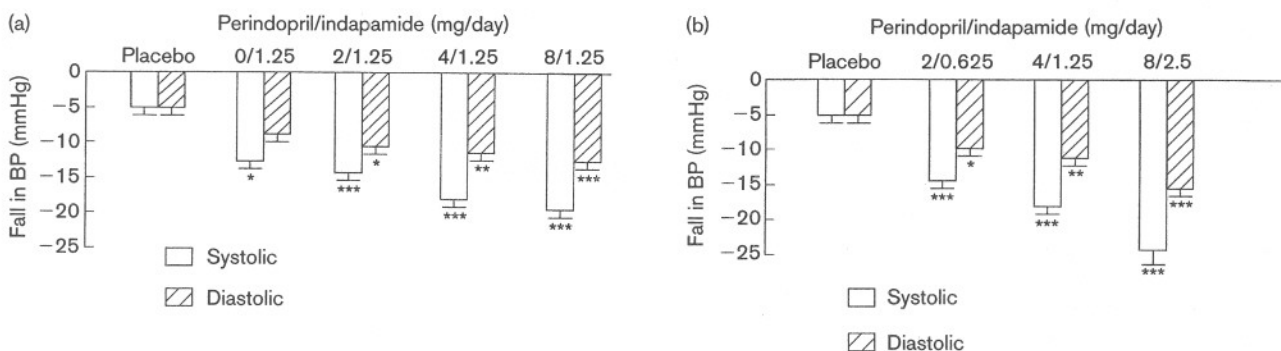 (a)
Perindopril/indapamide (mg/day)
Placebo 0/1.25 2/1.25 4/1.25 8/1.25
Fall in BP (mmHg)
0
−5
−10
−15
−20
−25
* *** * *** ** *** ***
Systolic
Diastolic
(b)
Perindopril/indapamide (mg/day)
Placebo 2/0.625 4/1.25 8/2.5
Fall in BP (mmHg)
0
−5
−10
−15
−20
−25
*** * *** ** *** ***
Systolic
Diastolic